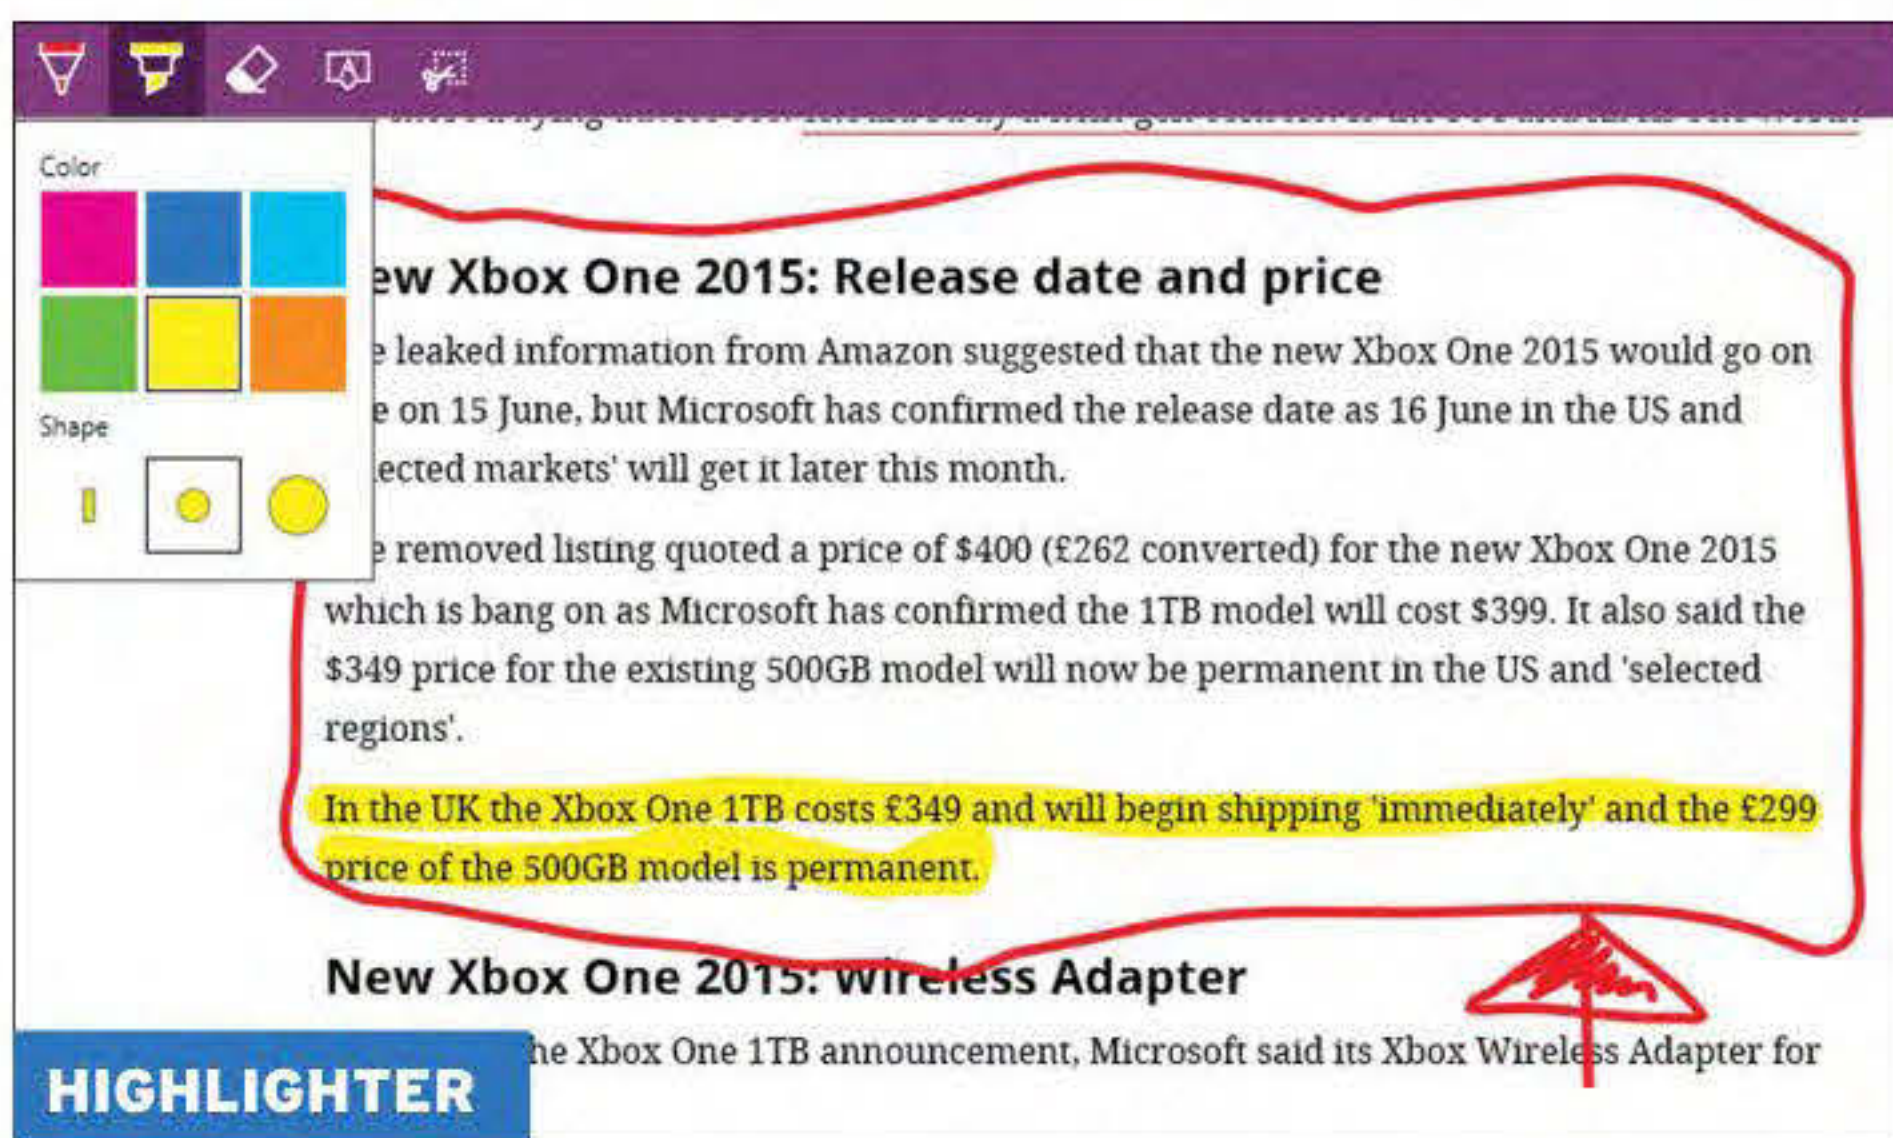 Color
Shape
ew Xbox One 2015: Release date and price
e leaked information from Amazon suggested that the new Xbox One 2015 would go on
e on 15 June, but Microsoft has confirmed the release date as 16 June in the US and
ected markets' will get it later this month.
e removed listing quoted a price of $400 (£262 converted) for the new Xbox One 2015
which is bang on as Microsoft has confirmed the 1TB model will cost $399. It also said the
$349 price for the existing 500GB model will now be permanent in the US and 'selected
regions'.
In the UK the Xbox One 1TB costs £349 and will begin shipping 'immediately' and the £299
price of the 500GB model is permanent.
New Xbox One 2015: Wireless Adapter
he Xbox One 1TB announcement, Microsoft said its Xbox Wireless Adapter for
HIGHLIGHTER